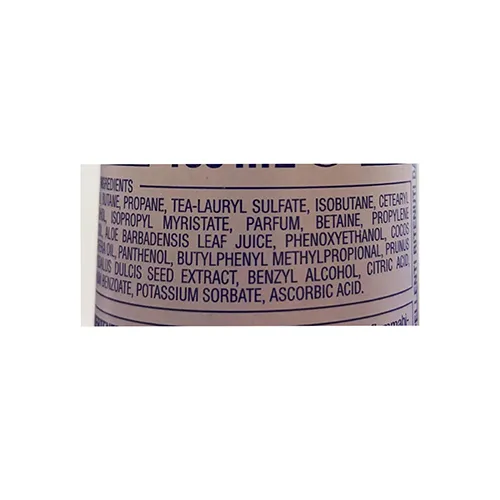 INGREDIENTS
BUTANE, PROPANE, TEA-LAURYL SULFATE, ISOBUTANE, CETEARYL
ISOPROPYL MYRISTATE, PARFUM, BETAINE, PROPYLENE
ALOE BARBADENSIS LEAF JUICE, PHENOXYETHANOL, COCOS
OIL, PANTHENOL, BUTYLPHENYL METHYLPROPIONAL, PRUNUS
DULCIS SEED EXTRACT, BENZYL ALCOHOL, CITRIC ACID,
BENZOATE, POTASSIUM SORBATE, ASCORBIC ACID.